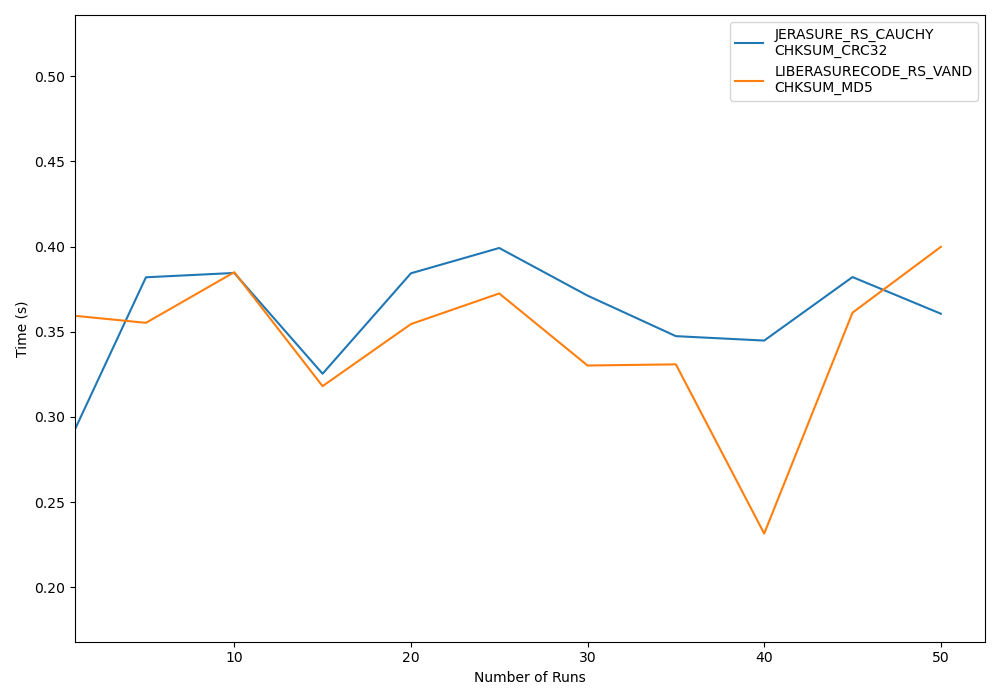 JERASURE_RS_CAUCHY
CHKSUM_CRC32
LIBERASURECODE_RS_VAND
CHKSUM_MD5
0.50
0.45
0.40
0.35
0.30
0.25
0.20
Time (s)
10 20 30 40 50
Number of Runs